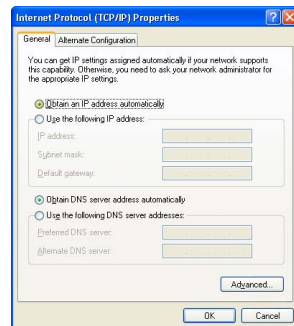 Internet Protocol (TCP/IP) Properties
General
Alternate Configuration
You can get IP settings assigned automatically if your network supports
this capability. Otherwise, you need to ask your network administrator for
the appropriate IP settings.
Obtain an IP address automatically
Use the following IP address:
IP address:
Subnet mask:
Default gateway:
Obtain DNS server address automatically
Use the following DNS server addresses:
Preferred DNS server:
Alternate DNS server:
Advanced...
OK
Cancel